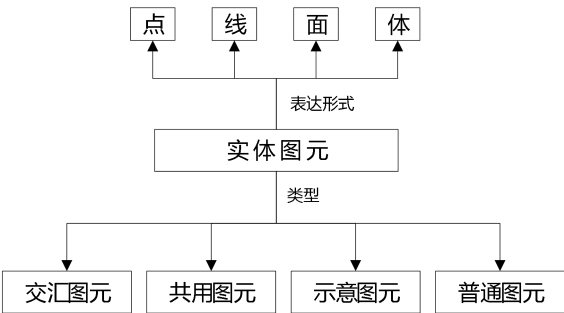 点 线 面 体
表达形式
实体图元
类型
交汇图元 共用图元 示意图元 普通图元